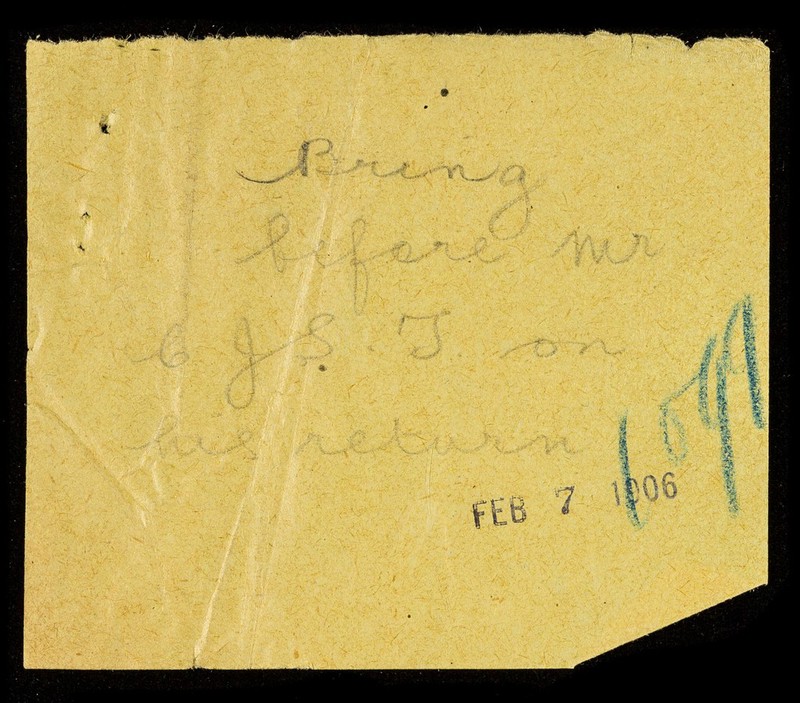 Bring
before Mr
C J S. T. on
his return
FEB 7 1906